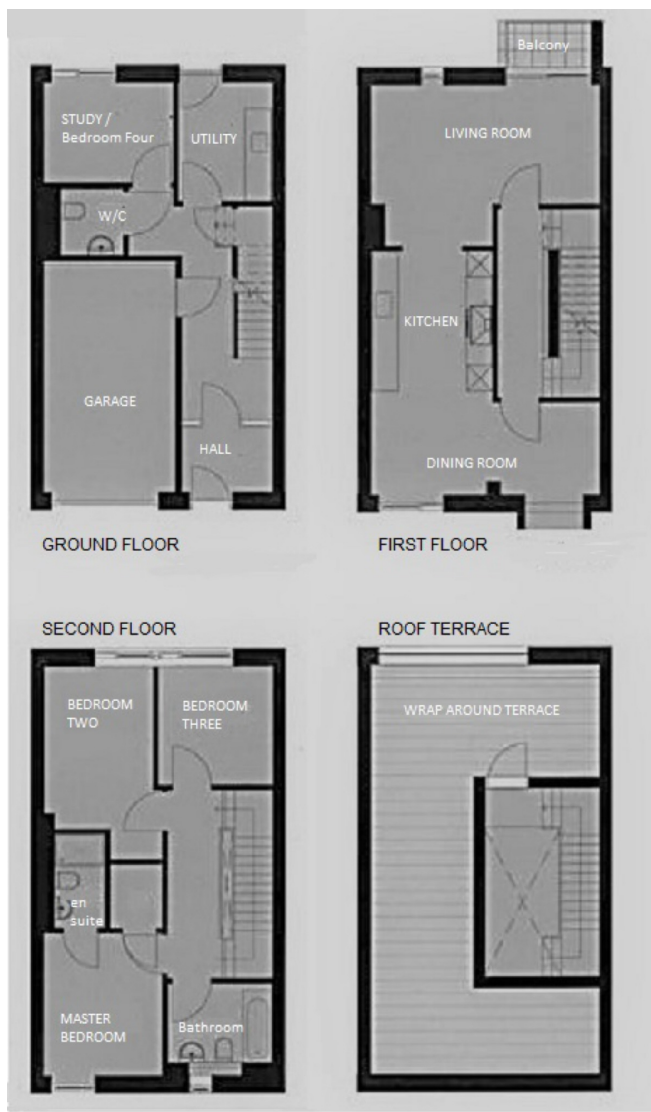 Balcony
STUDY /
Bedroom Four
UTILITY
LIVING ROOM
W/C
KITCHEN
GARAGE
HALL
DINING ROOM
GROUND FLOOR
FIRST FLOOR
SECOND FLOOR
ROOF TERRACE
BEDROOM
TWO
BEDROOM
THREE
WRAP AROUND TERRACE
en
suite
MASTER
BEDROOM
Bathroom